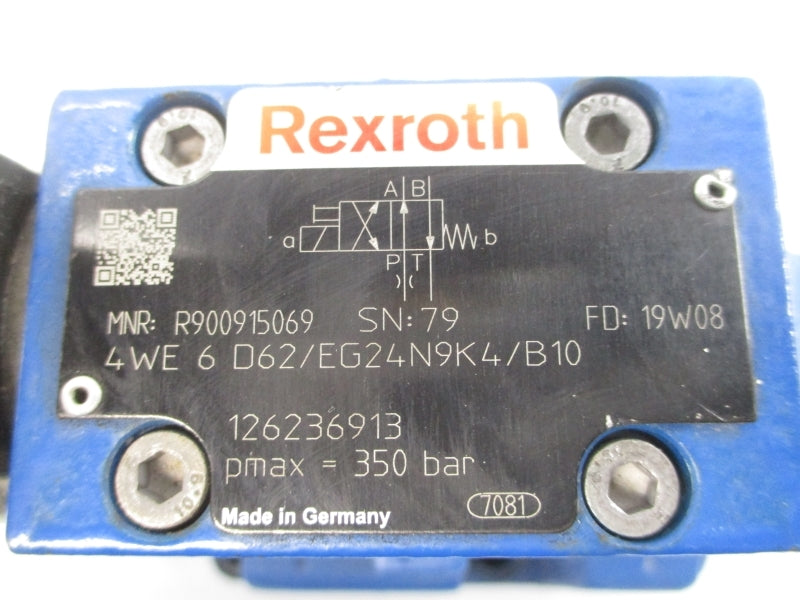 Rexroth
A B
a b
P T
MNR: R900915069 SN: 79 FD: 19W08
4WE 6 D62/EG24N9K4/B10
126236913
pmax = 350 bar
Made in Germany 7081